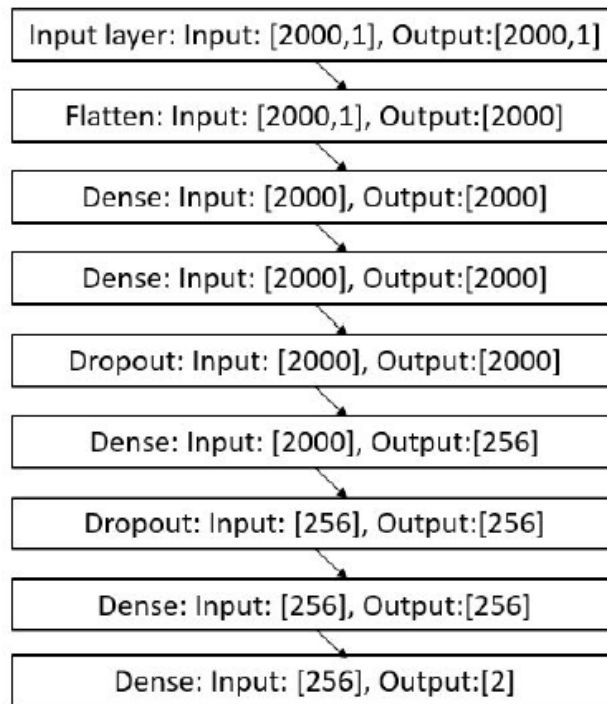 Input layer: Input: [2000,1], Output:[2000,1]
Flatten: Input: [2000,1], Output:[2000]
Dense: Input: [2000], Output:[2000]
Dense: Input: [2000], Output:[2000]
Dropout: Input: [2000], Output:[2000]
Dense: Input: [2000], Output:[256]
Dropout: Input: [256], Output:[256]
Dense: Input: [256], Output:[256]
Dense: Input: [256], Output:[2]